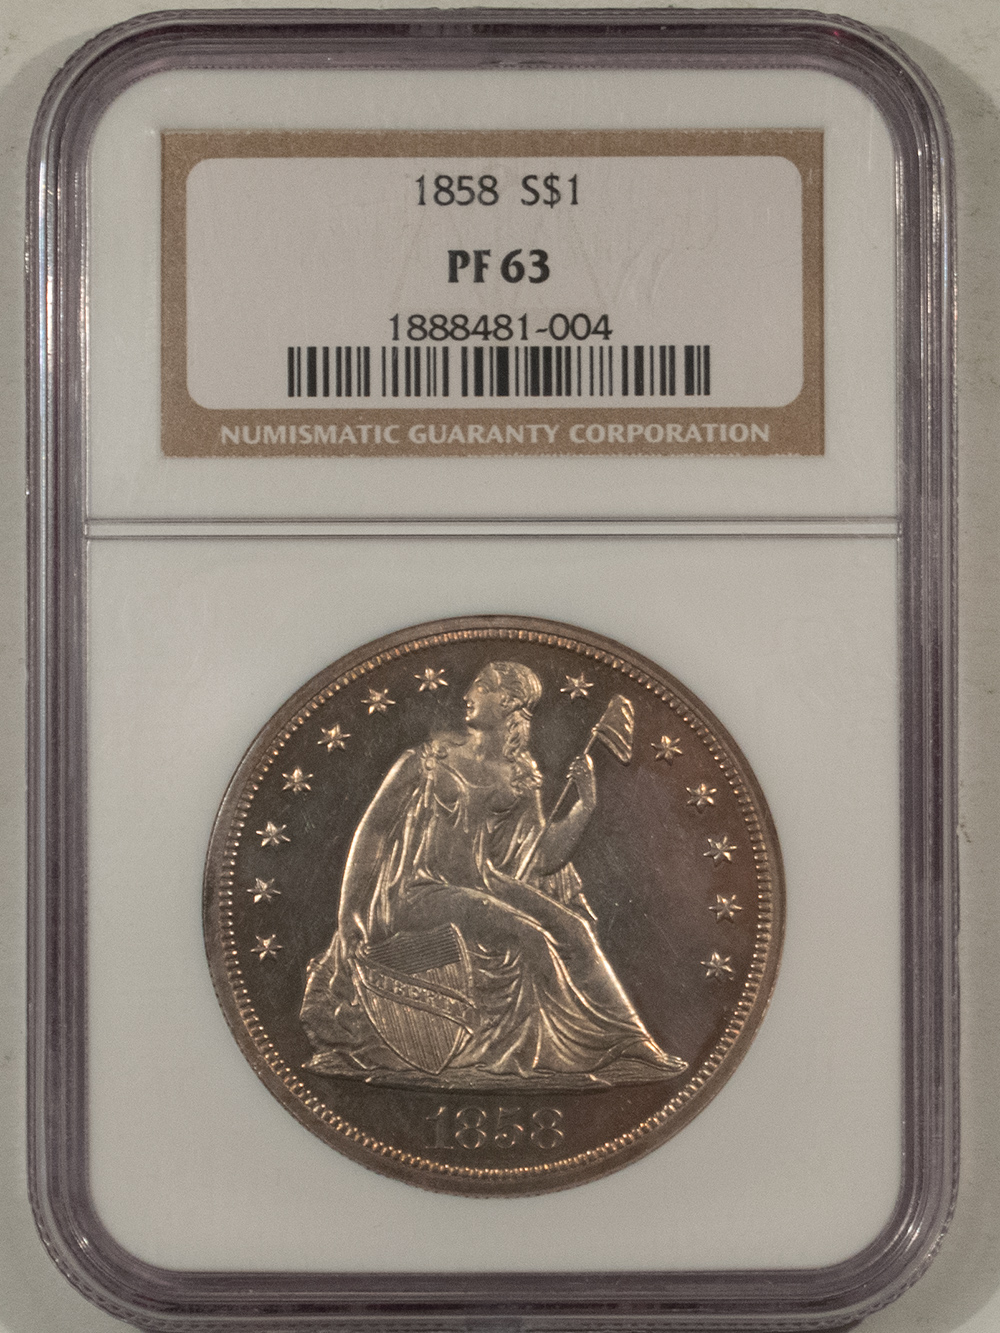 1858 S$1
PF 63
1888481-004
NUMISMATIC GUARANTY CORPORATION
LIBERTY
1858